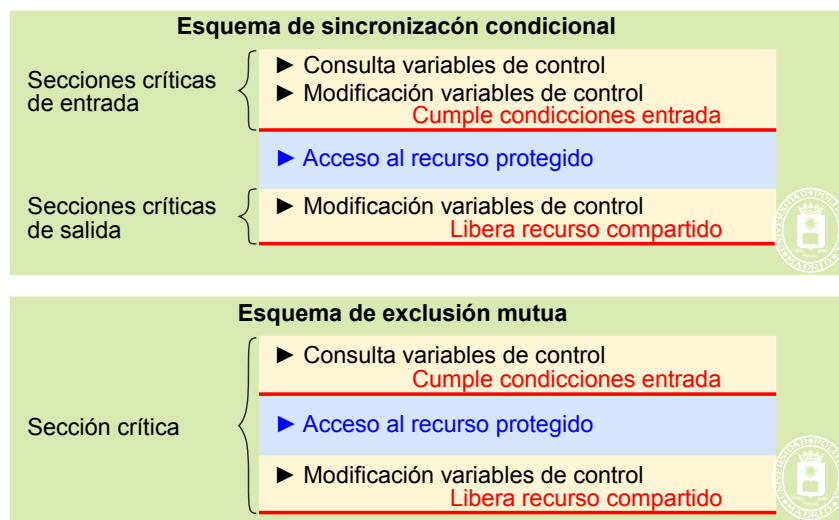 Esquema de sincronizacón condicional
Secciones críticas
de entrada
► Consulta variables de control
► Modificación variables de control
Cumple condicciones entrada
► Acceso al recurso protegido
Secciones críticas
de salida
► Modificación variables de control
Libera recurso compartido
Esquema de exclusión mutua
Sección crítica
► Consulta variables de control
Cumple condicciones entrada
► Acceso al recurso protegido
► Modificación variables de control
Libera recurso compartido